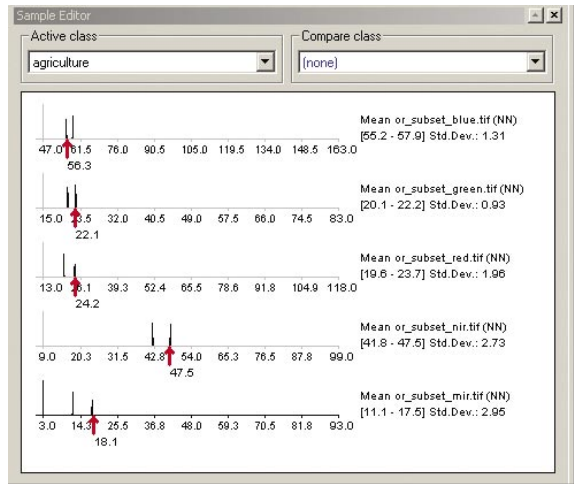 Sample Editor
Active class
Compare class
agriculture
(none)
Mean or_subset_blue.tif (NN)
[55.2 - 57.9] Std.Dev.: 1.31
47.0 61.5 76.0 90.5 105.0 119.5 134.0 148.5 163.0
56.3
Mean or_subset_green.tif (NN)
[20.1 - 22.2] Std.Dev.: 0.93
15.0 23.5 32.0 40.5 49.0 57.5 66.0 74.5 83.0
22.1
Mean or_subset_red.tif (NN)
[19.6 - 23.7] Std.Dev.: 1.96
13.0 26.1 39.3 52.4 65.5 78.6 91.8 104.9 118.0
24.2
Mean or_subset_nir.tif (NN)
[41.8 - 47.5] Std.Dev.: 2.73
9.0 20.3 31.5 42.8 54.0 65.3 76.5 87.8 99.0
47.5
Mean or_subset_mir.tif (NN)
[11.1 - 17.5] Std.Dev.: 2.95
3.0 14.3 25.5 36.8 48.0 59.3 70.5 81.8 93.0
18.1